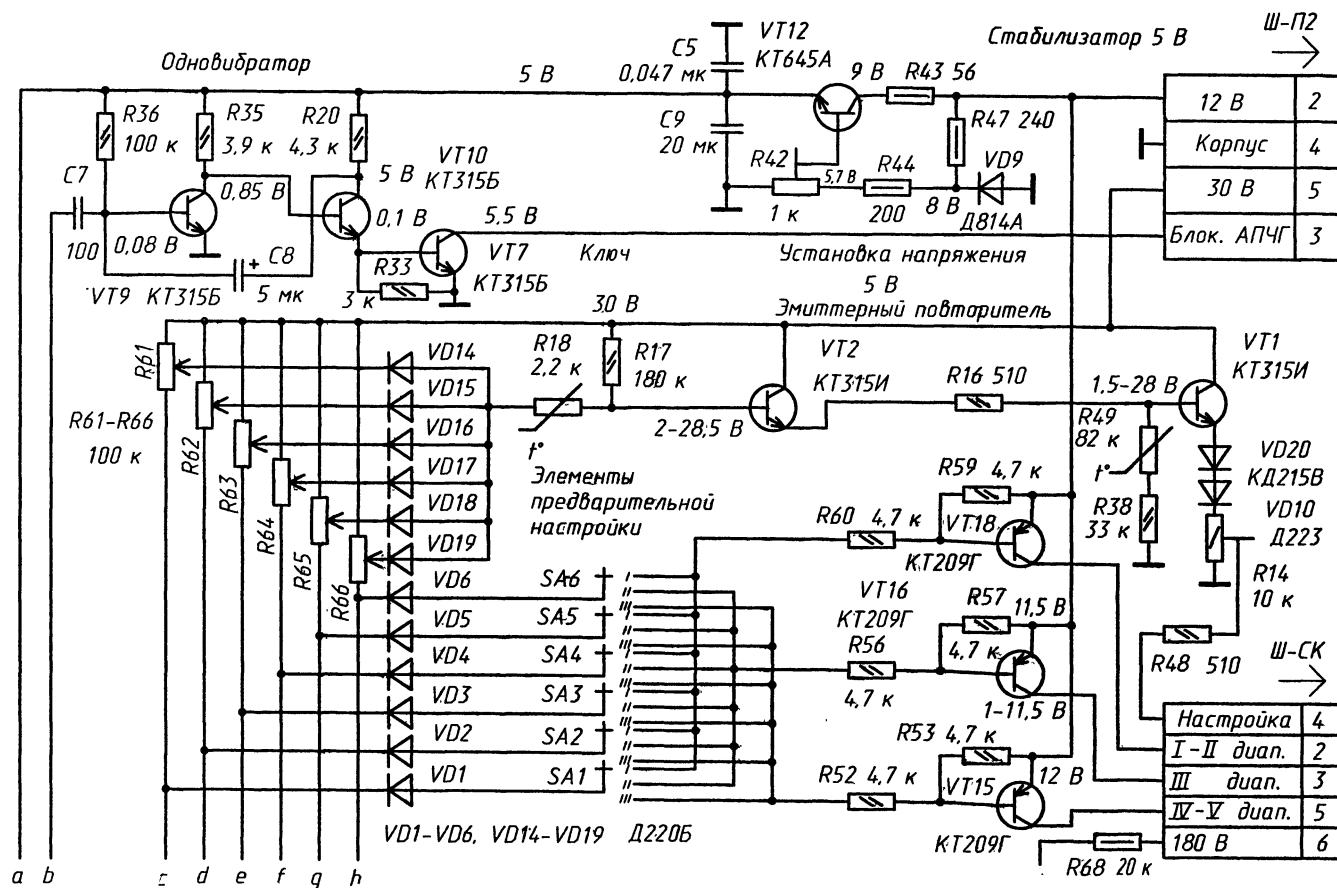 Ш-П2
Стабилизатор 5 В
VT12
КТ645А
C5
0,047 мк
Одновибратор
5 В
9 В
R43 56
12 В 2
R36
100 к
R35
3,9 к
R20
4,3 к
C9
20 мк
R47 240
Корпус 4
VT10
КТ315Б
R42
5,7 В
R44
VD9
C7
5 В
30 В 5
0,85 В
1 к
200
8 В
Д814А
0,1 В
5,5 В
Блок. АПЧГ 3
100
0,08 В
C8
+
R33
VT7
КТ315Б
Ключ
Установка напряжения
5 В
VT9 КТ315Б
5 мк
3 к
30 В
Эмиттерный повторитель
R61
VD14
R18
2,2 к
R17
180 к
VT2
КТ315И
VT1
КТ315И
VD15
R16 510
1,5-28 В
R61-R66
100 к
R62
VD16
t°
2-28,5 В
R49
82 к
t°
VD20
КД215В
R63
VD17
Элементы
предварительной
настройки
R59 4,7 к
R64
VD18
R60 4,7 к
VT18
КТ209Г
R38
33 к
VD10
Д223
R65
VD19
R14
10 к
R66
VD6
SA6
VT16
КТ209Г
R57
11,5 В
VD5
SA5
4,7 к
R56
4,7 к
R48 510
Ш-СК
VD4
SA4
VD3
SA3
1-11,5 В
Настройка 4
VD2
SA2
R53 4,7 к
I-II диап. 2
VD1
SA1
R52 4,7 к
VT15
КТ209Г
12 В
III диап. 3
IV-V диап. 5
VD1-VD6, VD14-VD19 Д220Б
180 В 6
R68 20 к
a b c d e f g h